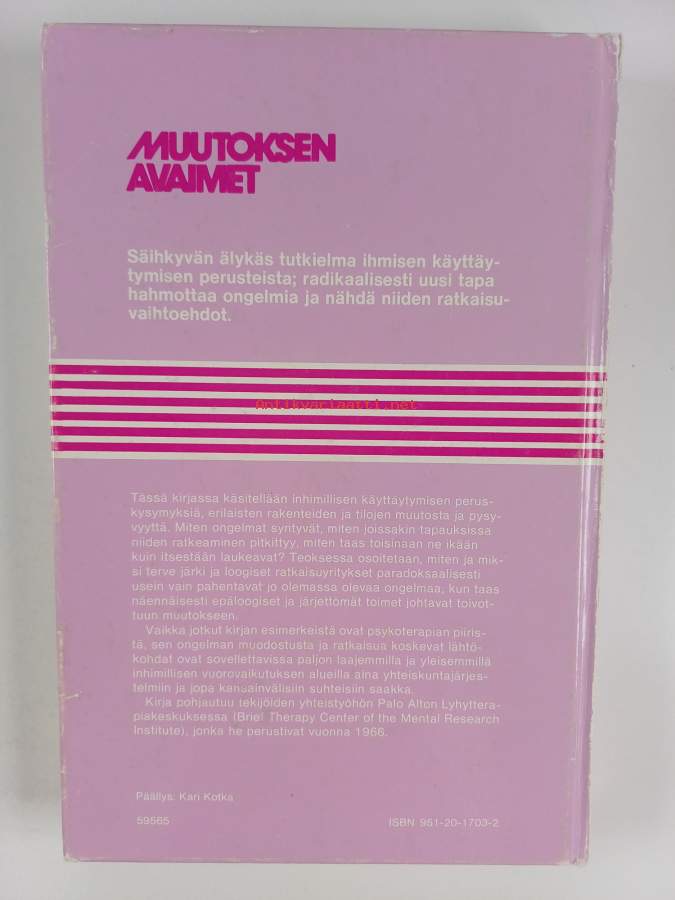 MUUTOKSEN
AVAIMET
Säihkyvän älykäs tutkielma ihmisen käyttäy-
tymisen perusteista; radikaalisesti uusi tapa
hahmottaa ongelmia ja nähdä niiden ratkaisu-
vaihtoehdot.
Antikvariaatti.net
Tässä kirjassa käsitellään inhimillisen käyttäytymisen perus-
kysymyksiä, erilaisten rakenteiden ja tilojen muutosta ja pysy-
vyyttä. Miten ongelmat syntyvät, miten joissakin tapauksissa
niiden ratkeaminen pitkittyy, miten taas toisinaan ne ikään
kuin itsestään laukeavat? Teoksessa osoitetaan, miten ja mik-
si terve järki ja loogiset ratkaisuyritykset paradoksaalisesti
usein vain pahentavat jo olemassa olevaa ongelmaa, kun taas
näennäisesti epäloogiset ja järjettömät toimet johtavat toivot-
tuun muutokseen.
Vaikka jotkut kirjan esimerkeistä ovat psykoterapian piiris-
tä, sen ongelman muodostusta ja ratkaisua koskevat lähtö-
kohdat ovat sovellettavissa paljon laajemmilla ja yleisemmillä
inhimillisen vuorovaikutuksen alueilla aina yhteiskuntajärjes-
telmiin ja jopa kansainvälisiin suhteisiin saakka.
Kirja pohjautuu tekijöiden yhteistyöhön Palo Alton Lyhyttera-
piakeskuksessa (Brief Therapy Center of the Mental Research
Institute), jonka he perustivat vuonna 1966.
Päällys: Kari Kotka
59565
ISBN 951-20-1703-2